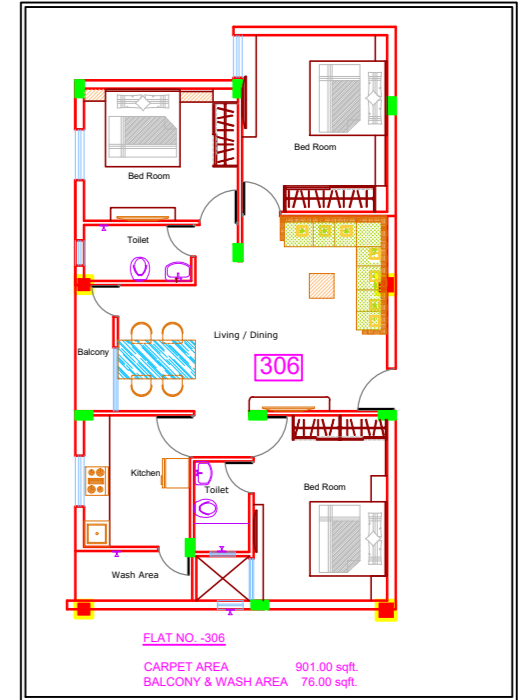 Bed Room
Bed Room
Toilet
Living / Dining
Balcony
306
Kitchen
Toilet
Bed Room
Wash Area
FLAT NO. -306
CARPET AREA 901.00 sqft.
BALCONY & WASH AREA 76.00 sqft.